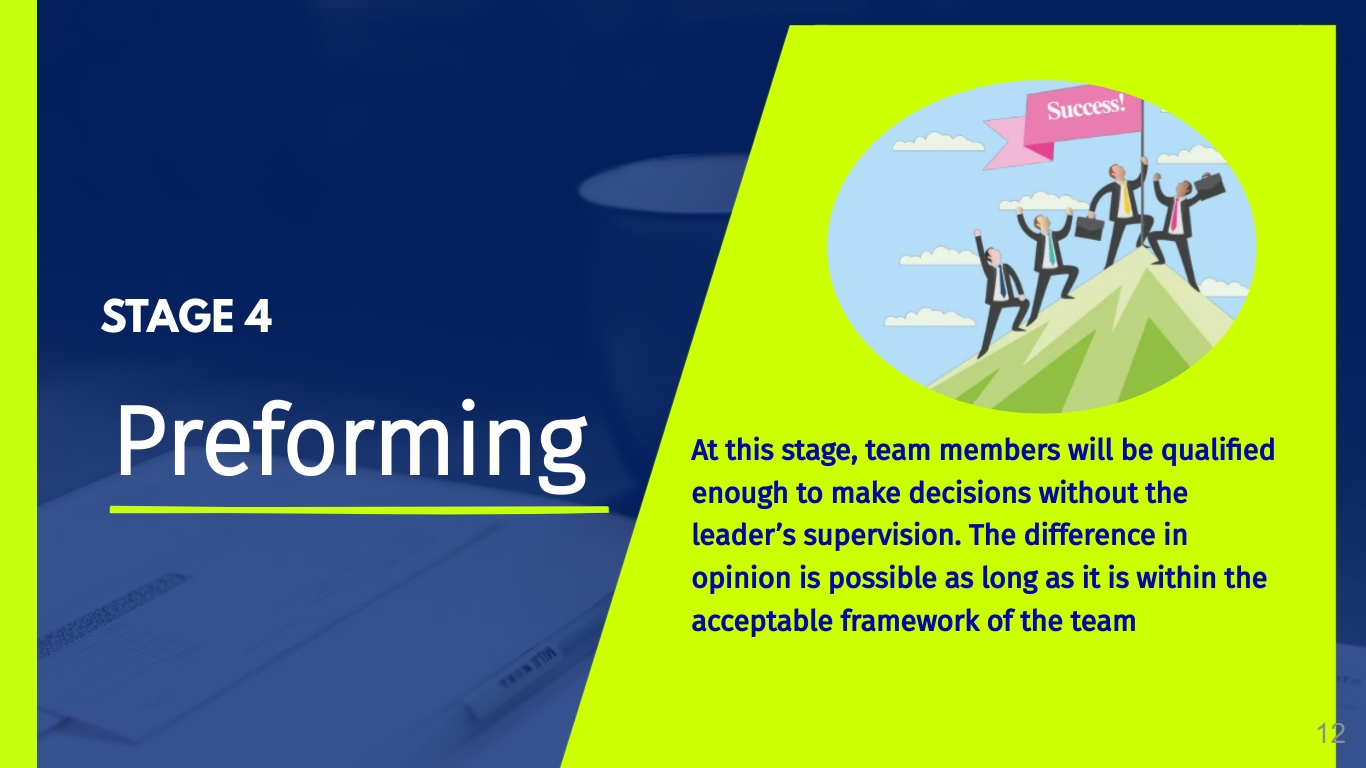 STAGE 4
Preforming
Success!
At this stage, team members will be qualified
enough to make decisions without the
leader’s supervision. The difference in
opinion is possible as long as it is within the
acceptable framework of the team
12